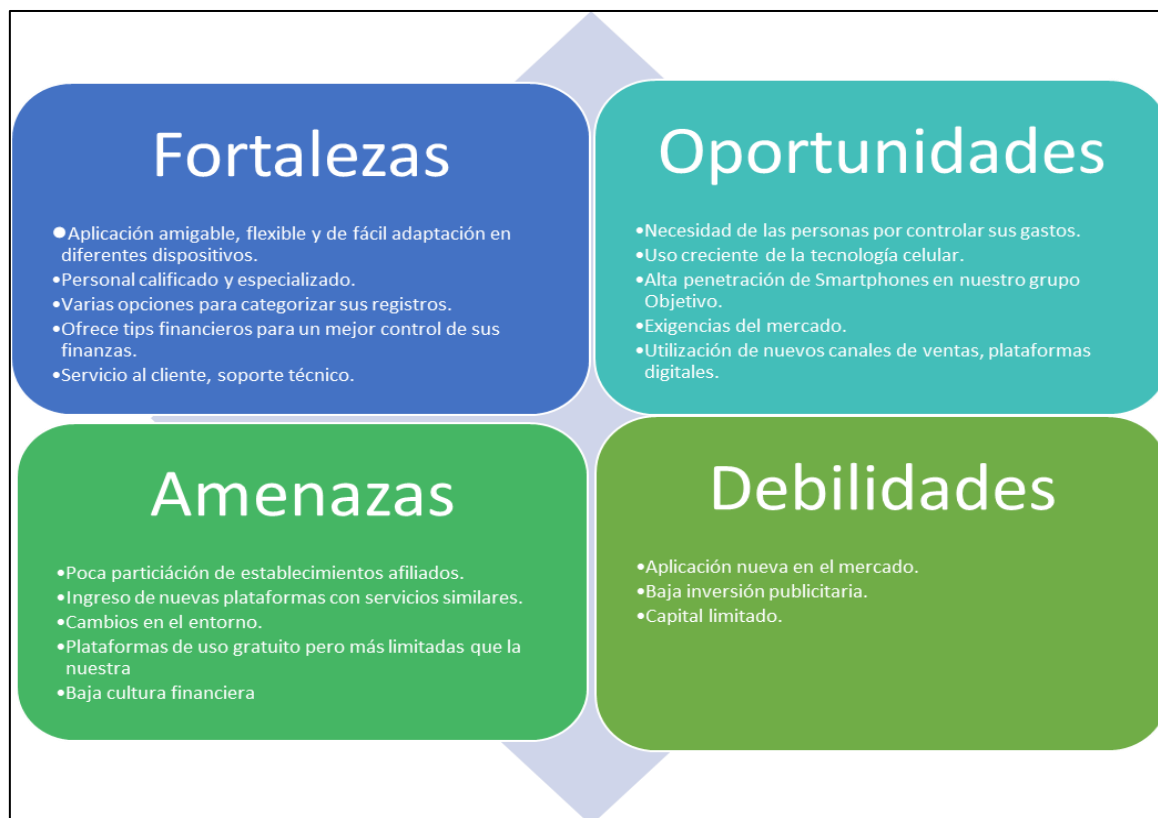 Fortalezas
•Aplicación amigable, flexible y de fácil adaptación en
diferentes dispositivos.
•Personal calificado y especializado.
•Varias opciones para categorizar sus registros.
•Ofrece tips financieros para un mejor control de sus
finanzas.
•Servicio al cliente, soporte técnico.
Oportunidades
•Necesidad de las personas por controlar sus gastos.
•Uso creciente de la tecnología celular.
•Alta penetración de Smartphones en nuestro grupo
Objetivo.
•Exigencias del mercado.
•Utilización de nuevos canales de ventas, plataformas
digitales.
Amenazas
•Poca particiáción de establecimientos afiliados.
•Ingreso de nuevas plataformas con servicios similares.
•Cambios en el entorno.
•Plataformas de uso gratuito pero más limitadas que la
nuestra
•Baja cultura financiera
Debilidades
•Aplicación nueva en el mercado.
•Baja inversión publicitaria.
•Capital limitado.